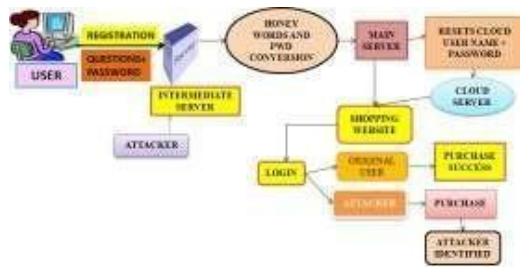 REGISTRATION
QUESTIONS+
PASSWORD
USER
INTERMEDIATE
SERVER
ATTACKER
HONEY
WORDS AND
PWD
CONVERSION
MAIN
SERVER
RESETS CLOUD
USER NAME +
PASSWORD
CLOUD
SERVER
SHOPPING
WEBSITE
LOGIN
ORIGINAL
USER
PURCHASE
SUCCESS
ATTACKER
PURCHASE
ATTACKER
IDENTIFIED